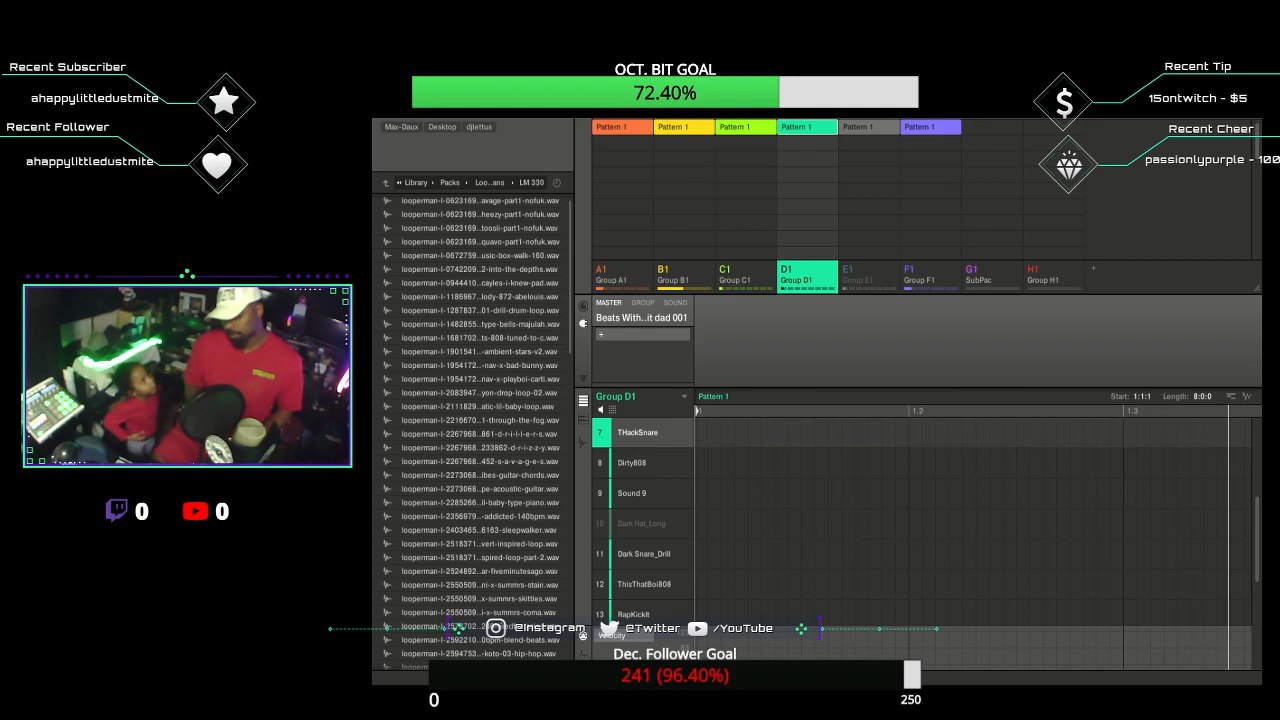 Recent Subscriber
ahappylittledustmite
Recent Follower
ahappylittledustmite
OCT. BIT GOAL
72.40%
Recent Tip
15ontwitch - $5
Recent Cheer
passionlypurple - 100
0
0
Max-Daux Desktop djlettus
Library Packs Loo..ans LM 330
looperman-l-0623169..avage-part1-nofuk.wav
looperman-l-0623169..heezy-part1-nofuk.wav
looperman-l-0623169..toosii-part1-nofuk.wav
looperman-l-0623169..quavo-part1-nofuk.wav
looperman-l-0672759..usic-box-walk-160.wav
looperman-l-0742209..2-into-the-depths.wav
looperman-l-0944410..cayles-i-knew-pad.wav
looperman-l-1186967..lody-872-abelouis.wav
looperman-l-1287837..01-drill-drum-loop.wav
looperman-l-1482855..type-bells-majulah.wav
looperman-l-1681702..ts-808-tuned-to-c.wav
looperman-l-1901541..-ambient-stars-v2.wav
looperman-l-1954172..-nav-x-bad-bunny.wav
looperman-l-1954172..nav-x-playboi-carti.wav
looperman-l-2083947..yon-drop-loop-02.wav
looperman-l-2111829..atic-lil-baby-loop.wav
looperman-l-2216670..1-through-the-fog.wav
looperman-l-2267968..861-d-r-i-l-l-e-r-s.wav
looperman-l-2267968..233862-d-r-i-z-z-y.wav
looperman-l-2267968..452-s-a-v-a-g-e-s.wav
looperman-l-2273068..ibes-guitar-chords.wav
looperman-l-2273068..pe-acoustic-guitar.wav
looperman-l-2285266..il-baby-type-piano.wav
looperman-l-2356979..-addicted-140bpm.wav
looperman-l-2403465..6163-sleepwalker.wav
looperman-l-2518371..vert-inspired-loop.wav
looperman-l-2518371..spired-loop-part-2.wav
looperman-l-2524892..ar-fiveminutesago.wav
looperman-l-2550509..ni-x-summrs-stain.wav
looperman-l-2550509..x-summrs-skittles.wav
looperman-l-2550509..i-x-summrs-coma.wav
looperman-l-2592210..0bpm-blend-beats.wav
looperman-l-2594753..-koto-03-hip-hop.wav
Pattern 1 Pattern 1 Pattern 1 Pattern 1 Pattern 1 Pattern 1
A1 B1 C1 D1 E1 F1 G1 H1
Group A1 Group B1 Group C1 Group D1 Group E1 Group F1 SubPac Group H1
+
MASTER GROUP SOUND
Beats With..it dad 001
+
Group D1
Pattern 1 Start: 1:1:1 Length: 8:0:0
1 1.2 1.3
7 THackSnare
8 Dirty808
9 Sound 9
10 Dark Hat_Long
11 Dark Snare_Drill
12 ThisThatBoi808
13 RapKickIt
Velocity
@Instagram @Twitter /YouTube
Dec. Follower Goal
241 (96.40%)
0 250